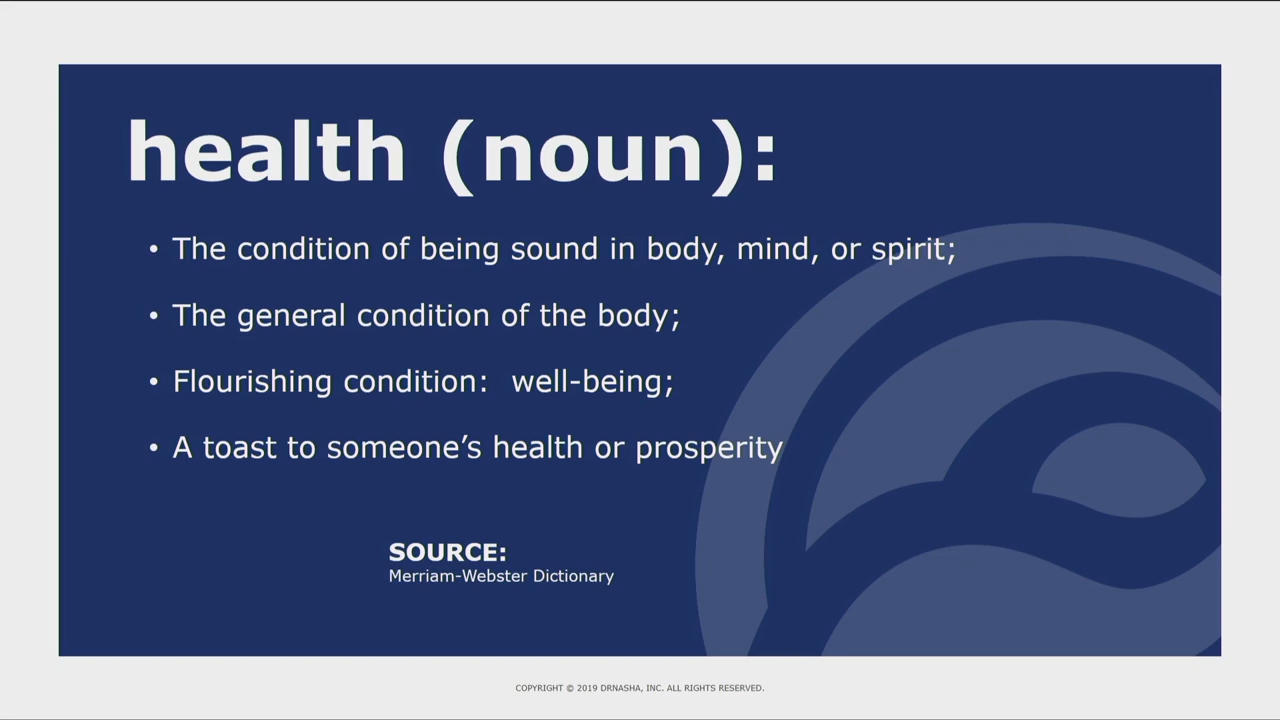 health (noun):
• The condition of being sound in body, mind, or spirit;
• The general condition of the body;
• Flourishing condition:  well-being;
• A toast to someone’s health or prosperity
SOURCE:
Merriam-Webster Dictionary
COPYRIGHT © 2019 DRNASHA, INC. ALL RIGHTS RESERVED.